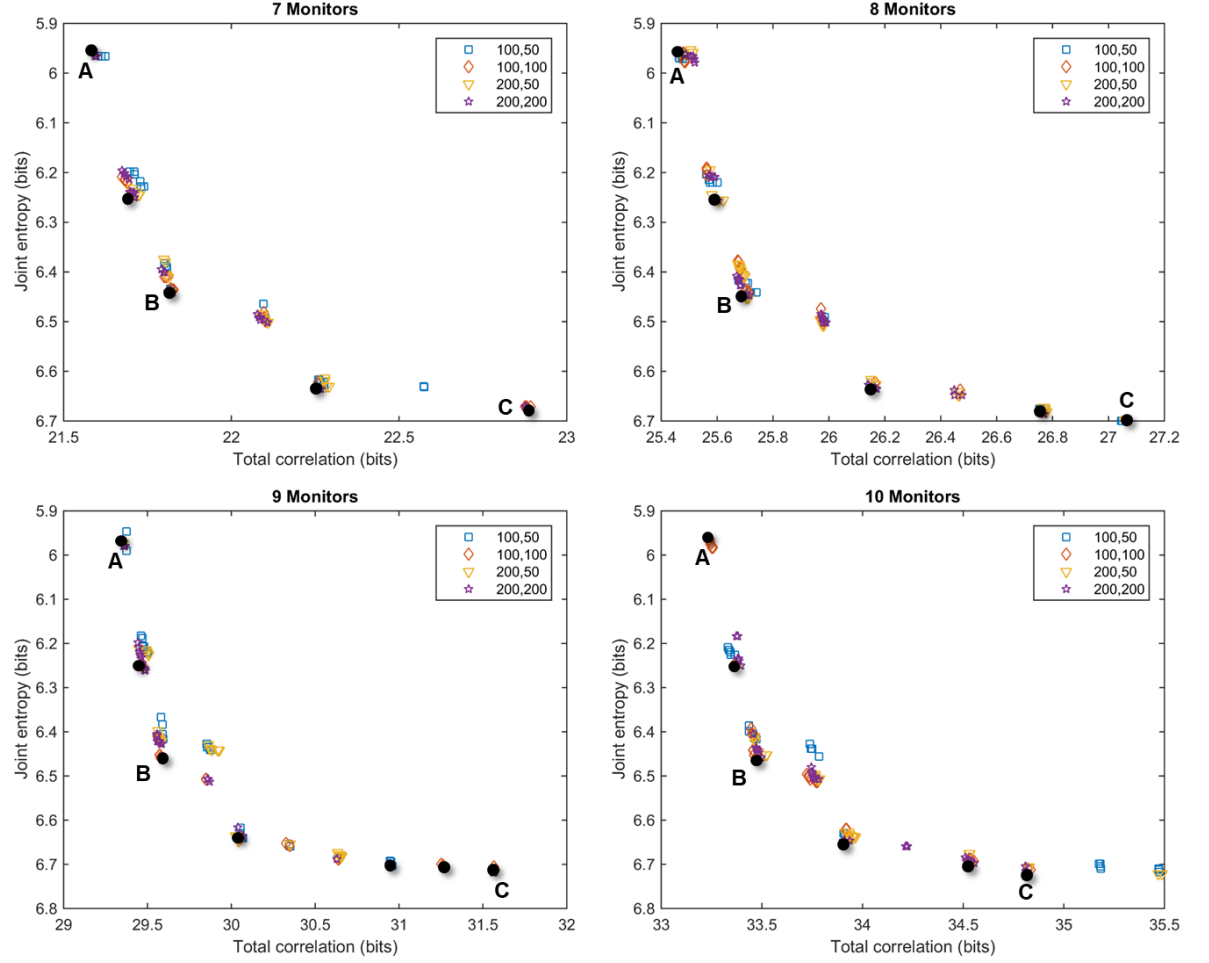 7 Monitors
5.9
6
6.1
6.2
6.3
6.4
6.5
6.6
6.7
Joint entropy (bits)
21.5 22 22.5 23
Total correlation (bits)
100,50
100,100
200,50
200,200
A
B
C
8 Monitors
5.9
6
6.1
6.2
6.3
6.4
6.5
6.6
6.7
Joint entropy (bits)
25.4 25.6 25.8 26 26.2 26.4 26.6 26.8 27 27.2
Total correlation (bits)
100,50
100,100
200,50
200,200
A
B
C
9 Monitors
5.9
6
6.1
6.2
6.3
6.4
6.5
6.6
6.7
6.8
Joint entropy (bits)
29 29.5 30 30.5 31 31.5 32
Total correlation (bits)
100,50
100,100
200,50
200,200
A
B
C
10 Monitors
5.9
6
6.1
6.2
6.3
6.4
6.5
6.6
6.7
6.8
Joint entropy (bits)
33 33.5 34 34.5 35 35.5
Total correlation (bits)
100,50
100,100
200,50
200,200
A
B
C